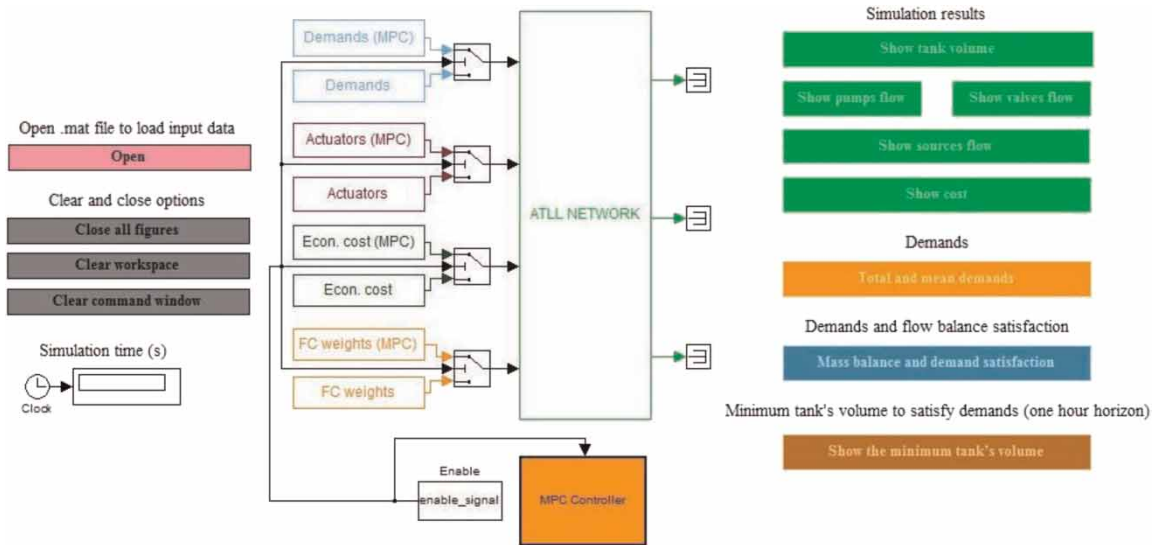 Open .mat file to load input data
Open
Clear and close options
Close all figures
Clear workspace
Clear command window
Simulation time (s)
Clock
Demands (MPC)
Demands
Actuators (MPC)
Actuators
Econ. cost (MPC)
Econ. cost
FC weights (MPC)
FC weights
Enable
enable_signal
ATLL NETWORK
MPC Controller
Simulation results
Show tank volume
Show pumps flow
Show valves flow
Show sources flow
Show cost
Demands
Total and mean demands
Demands and flow balance satisfaction
Mass balance and demand satisfaction
Minimum tank's volume to satisfy demands (one hour horizon)
Show the minimum tank's volume